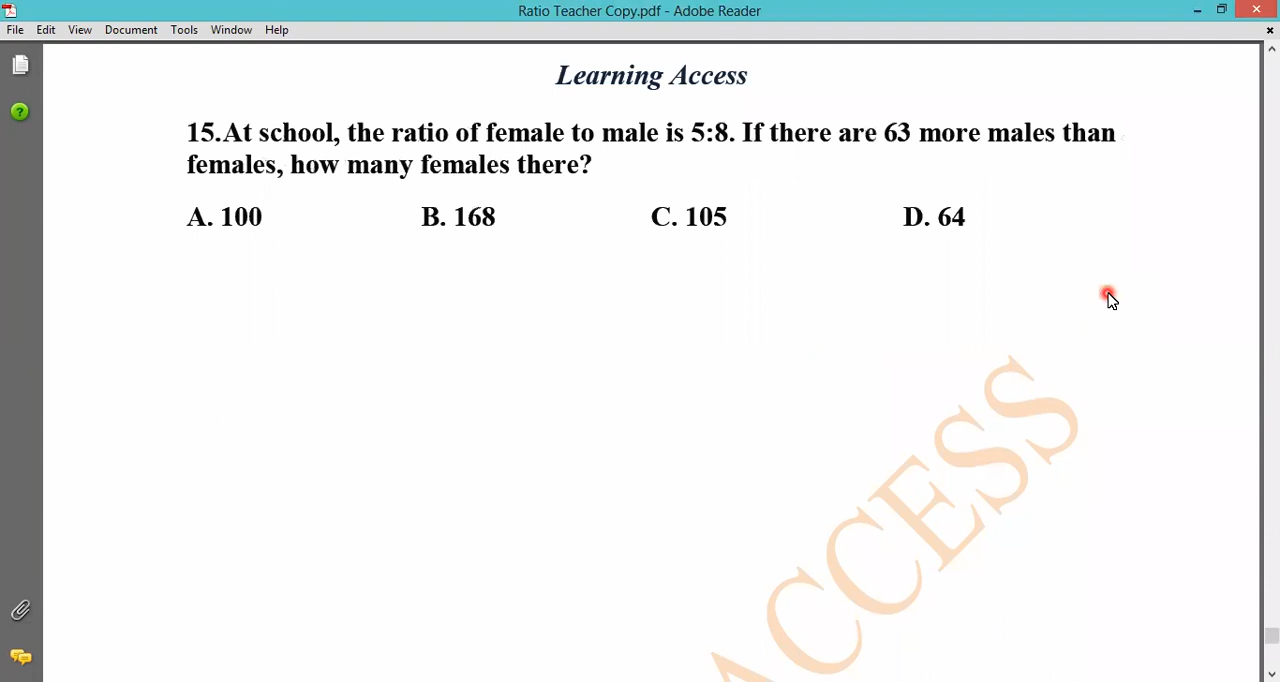 Ratio Teacher Copy.pdf - Adobe Reader
File Edit View Document Tools Window Help
Learning Access
15.At school, the ratio of female to male is 5:8. If there are 63 more males than
females, how many females there?
A. 100 B. 168 C. 105 D. 64
ACCESS